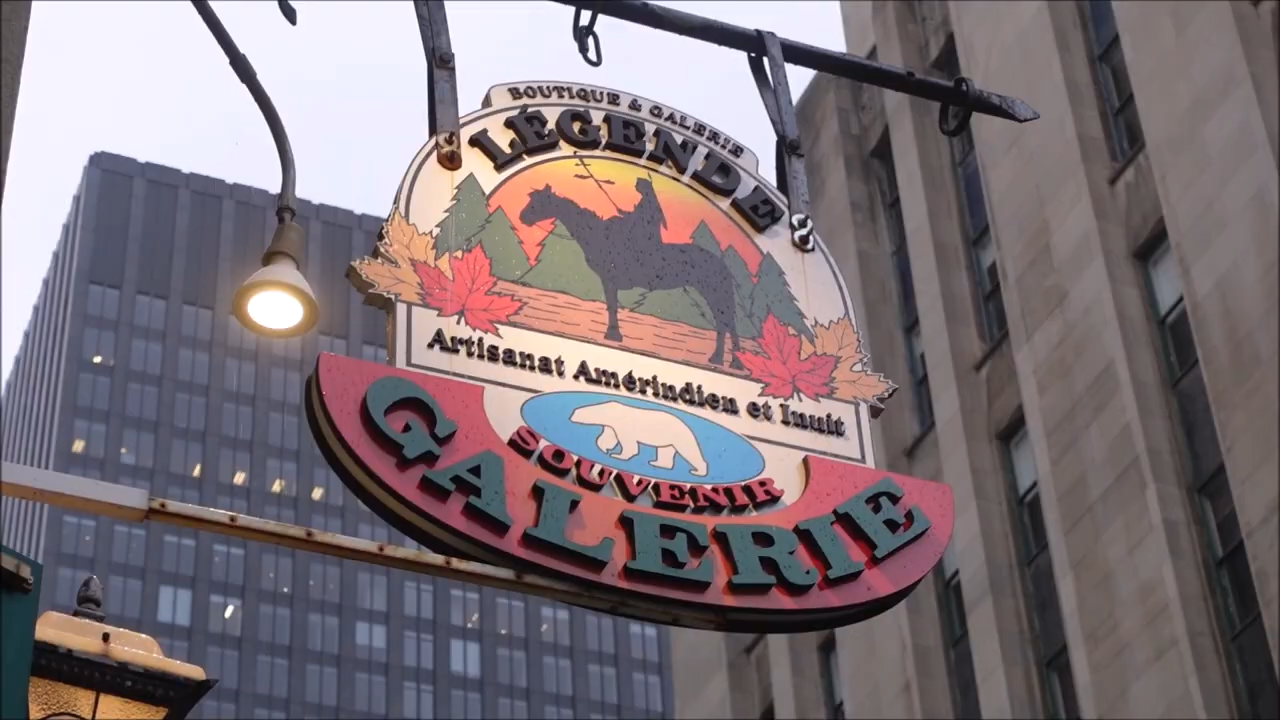 BOUTIQUE & GALERIE
LÉGENDE
Artisanat Amérindien et Inuit
SOUVENIR
GALERIE